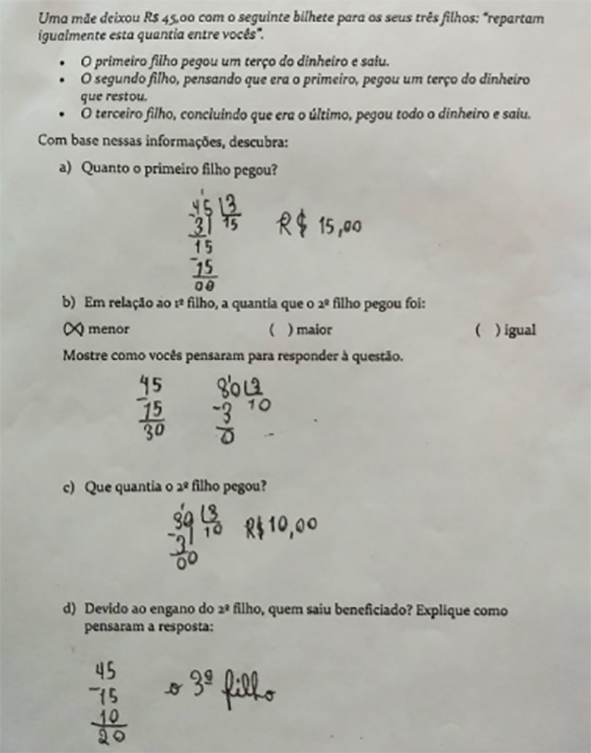 Uma mãe deixou R$ 45,00 com o seguinte bilhete para os seus três filhos: "repartam
igualmente esta quantia entre vocês".
• O primeiro filho pegou um terço do dinheiro e saiu.
• O segundo filho, pensando que era o primeiro, pegou um terço do dinheiro
que restou.
• O terceiro filho, concluindo que era o último, pegou todo o dinheiro e saiu.
Com base nessas informações, descubra:
a) Quanto o primeiro filho pegou?
45 | 3
-3 15 R$ 15,00
15
-15
00
b) Em relação ao 1º filho, a quantia que o 2º filho pegou foi:
(X) menor ( ) maior ( ) igual
Mostre como vocês pensaram para responder à questão.
45 30 | 3
-15 -3 10
30 0
c) Que quantia o 2º filho pegou?
30 | 3
-3 10 R$ 10,00
00
d) Devido ao engano do 2º filho, quem saiu beneficiado? Explique como
pensaram a resposta:
45
-15 o 3º filho
10
20